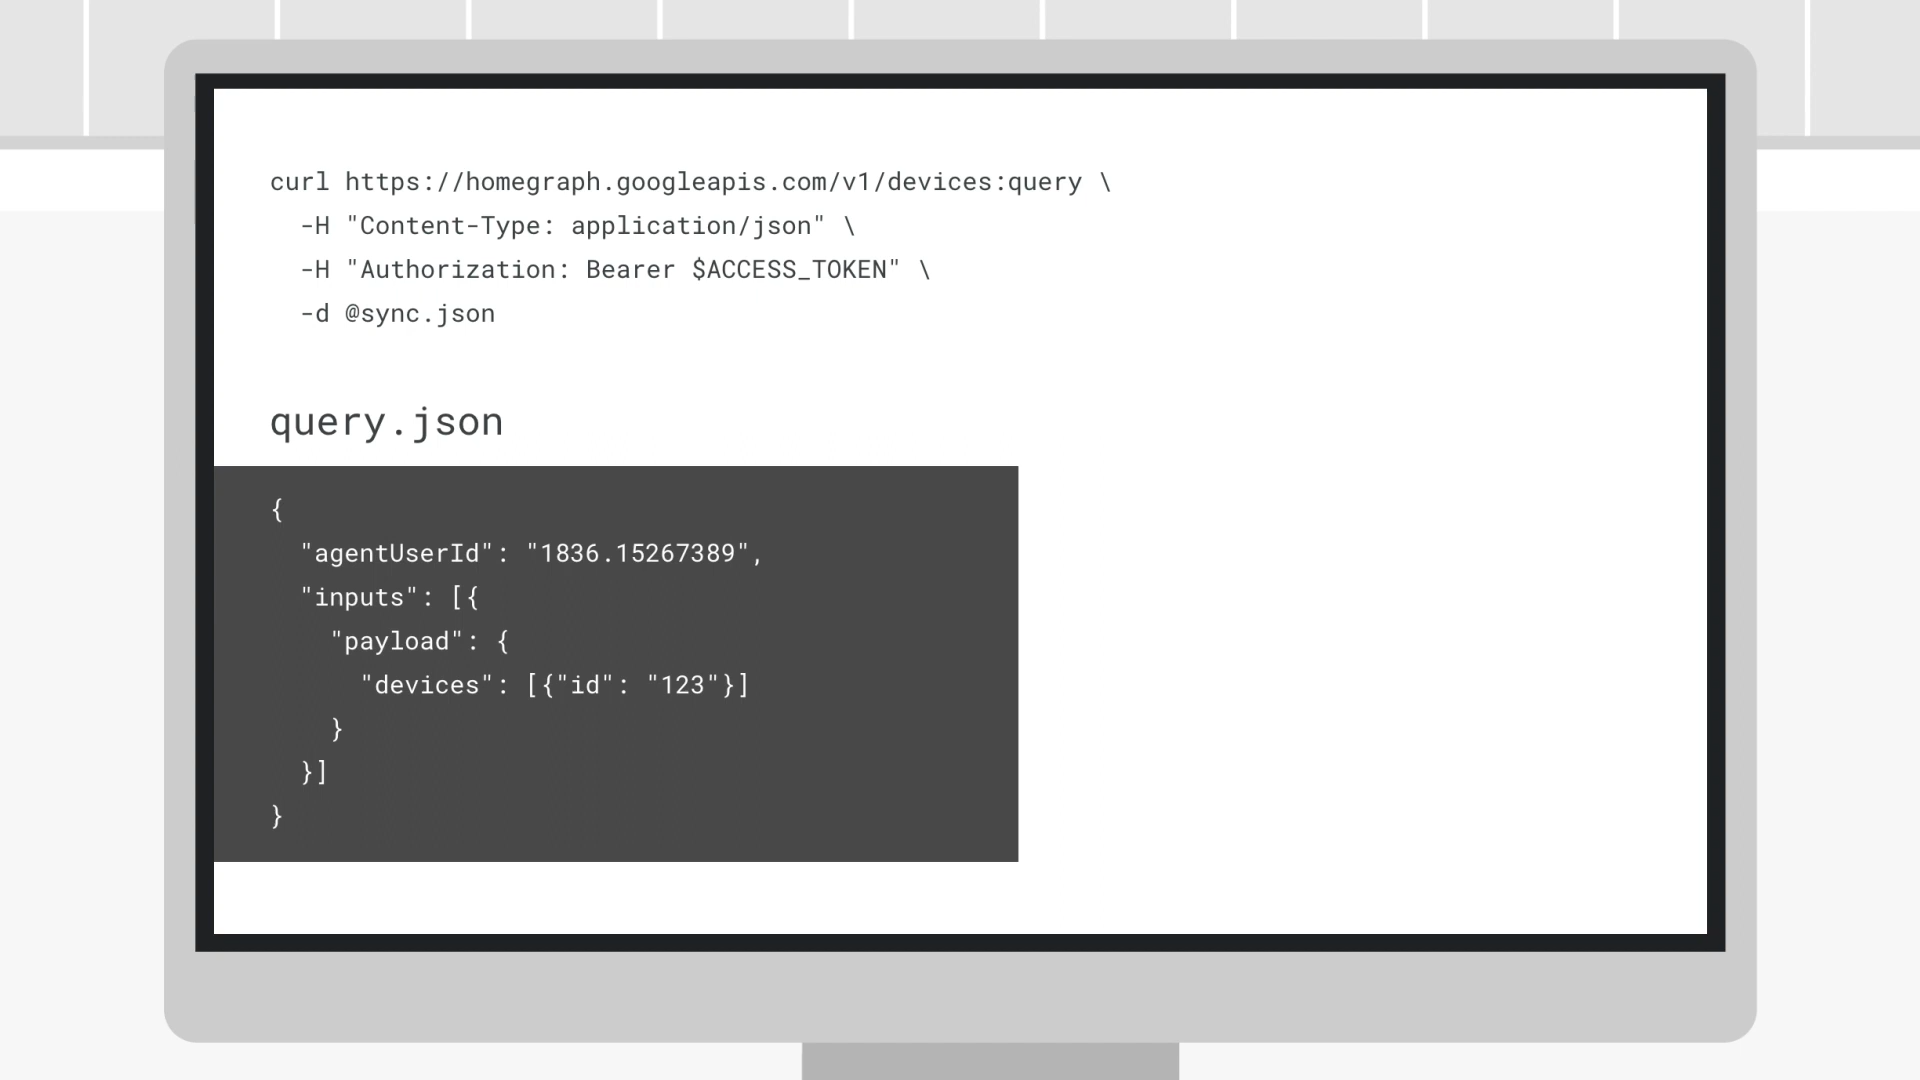 curl https://homegraph.googleapis.com/v1/devices:query \
  -H "Content-Type: application/json" \
  -H "Authorization: Bearer $ACCESS_TOKEN" \
  -d @sync.json
query.json
{
  "agentUserId": "1836.15267389",
  "inputs": [{
    "payload": {
      "devices": [{"id": "123"}]
    }
  }]
}